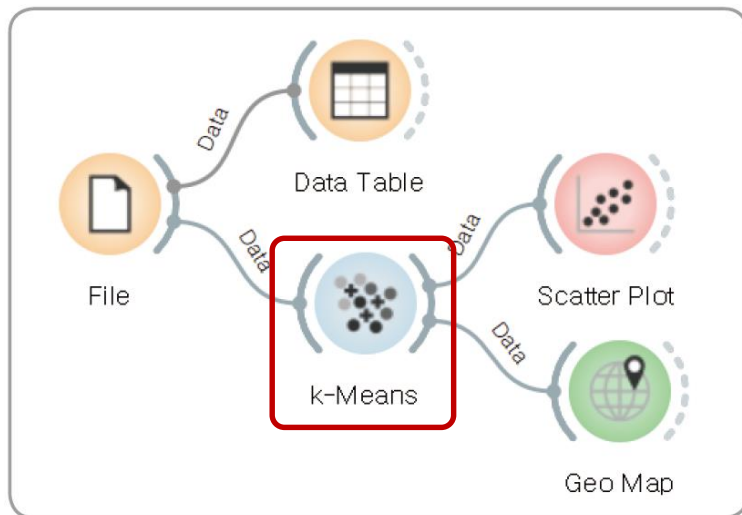 Data
Data Table
File
Data
k-Means
Data
Scatter Plot
Data
Geo Map